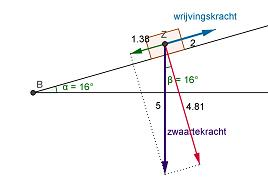 wrijvingskracht
1.38
Z
2
B
α = 16°
β = 16°
5
4.81
zwaartekracht